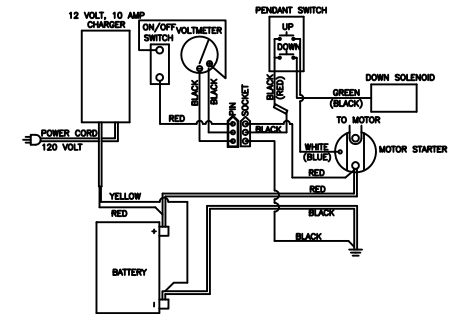 12 VOLT, 10 AMP
CHARGER
ON/OFF
SWITCH
VOLTMETER
PENDANT SWITCH
UP
DOWN
BLACK
(RED)
GREEN
(BLACK)
DOWN SOLENOID
BLACK
BLACK
PIN
SOCKET
RED
BLACK
TO MOTOR
MOTOR STARTER
WHITE
(BLUE)
POWER CORD
120 VOLT
RED
RED
YELLOW
RED
BLACK
BLACK
+
BATTERY
-